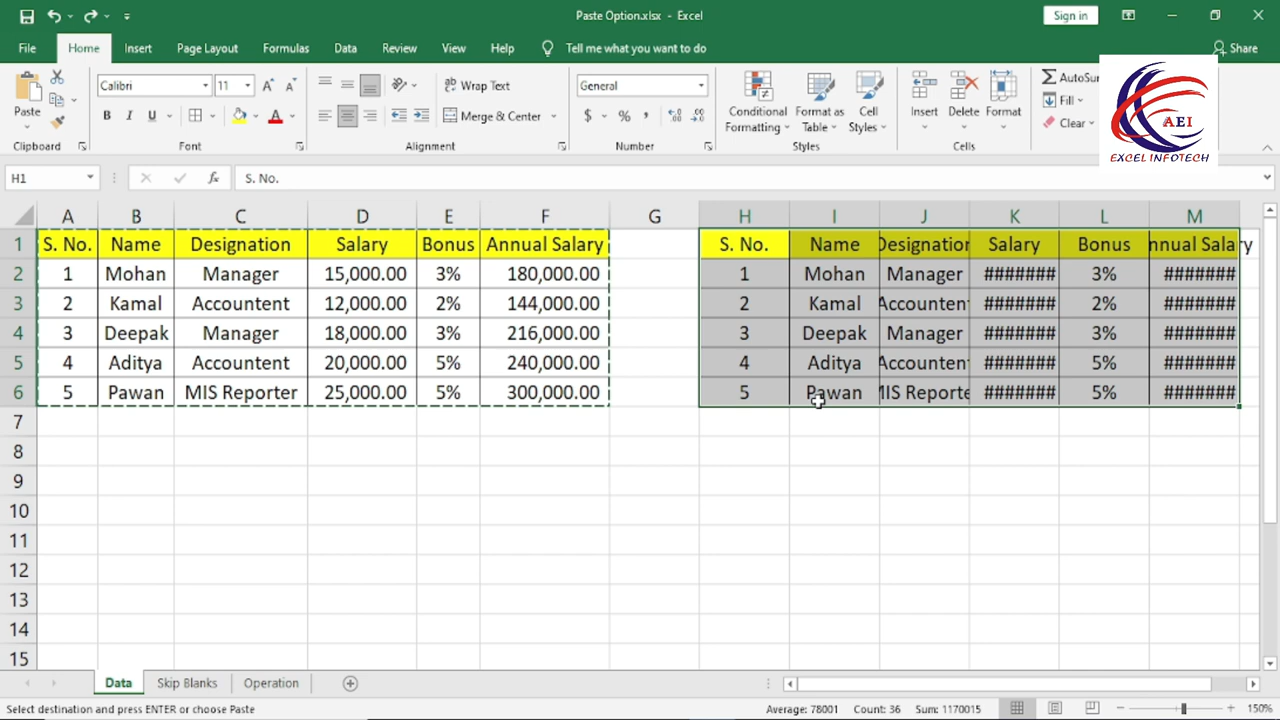 Paste Option.xlsx - Excel
Sign in
File Home Insert Page Layout Formulas Data Review View Help Tell me what you want to do Share
Paste
Calibri 11
B I U
Wrap Text
Merge & Center
General
$ % ,
Conditional Formatting
Format as Table
Cell Styles
Insert
Delete
Format
AutoSu
Fill
Clear
AEI
EXCEL INFOTECH
Clipboard Font Alignment Number Styles Cells
H1 fx S. No.
A B C D E F G H I J K L M
1 S. No. Name Designation Salary Bonus Annual Salary S. No. Name Designation Salary Bonus nnual Salary
2 1 Mohan Manager 15,000.00 3% 180,000.00 1 Mohan Manager ####### 3% #######
3 2 Kamal Accountent 12,000.00 2% 144,000.00 2 Kamal Accountent ####### 2% #######
4 3 Deepak Manager 18,000.00 3% 216,000.00 3 Deepak Manager ####### 3% #######
5 4 Aditya Accountent 20,000.00 5% 240,000.00 4 Aditya Accountent ####### 5% #######
6 5 Pawan MIS Reporter 25,000.00 5% 300,000.00 5 Pawan MIS Reporte ####### 5% #######
7
8
9
10
11
12
13
14
15
Data Skip Blanks Operation
Select destination and press ENTER or choose Paste Average: 78001 Count: 36 Sum: 1170015 150%